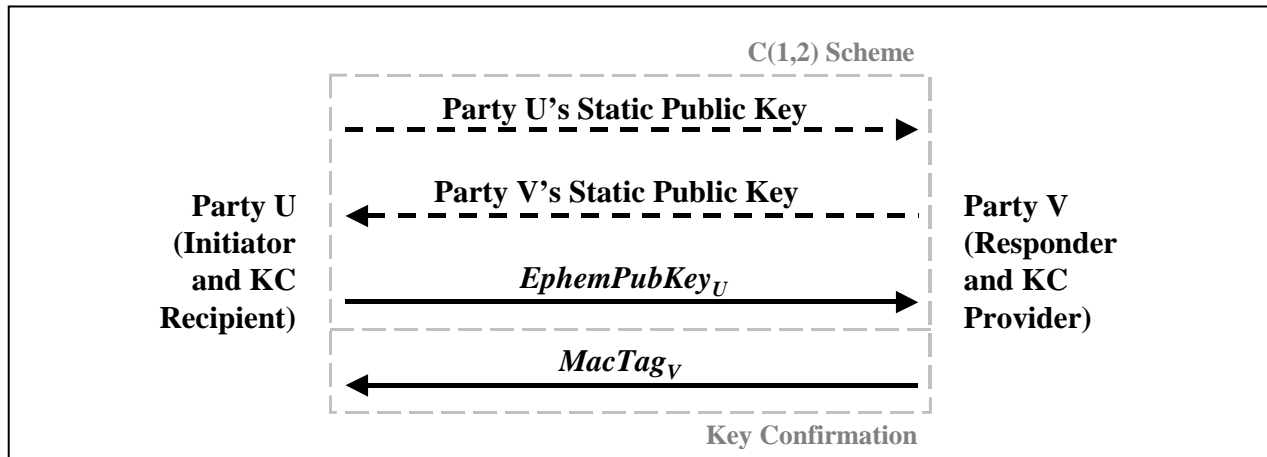 C(1,2) Scheme
Party U’s Static Public Key
Party V’s Static Public Key
Party U
(Initiator
and KC
Recipient)
Party V
(Responder
and KC
Provider)
EphemPubKeyU
MacTagV
Key Confirmation